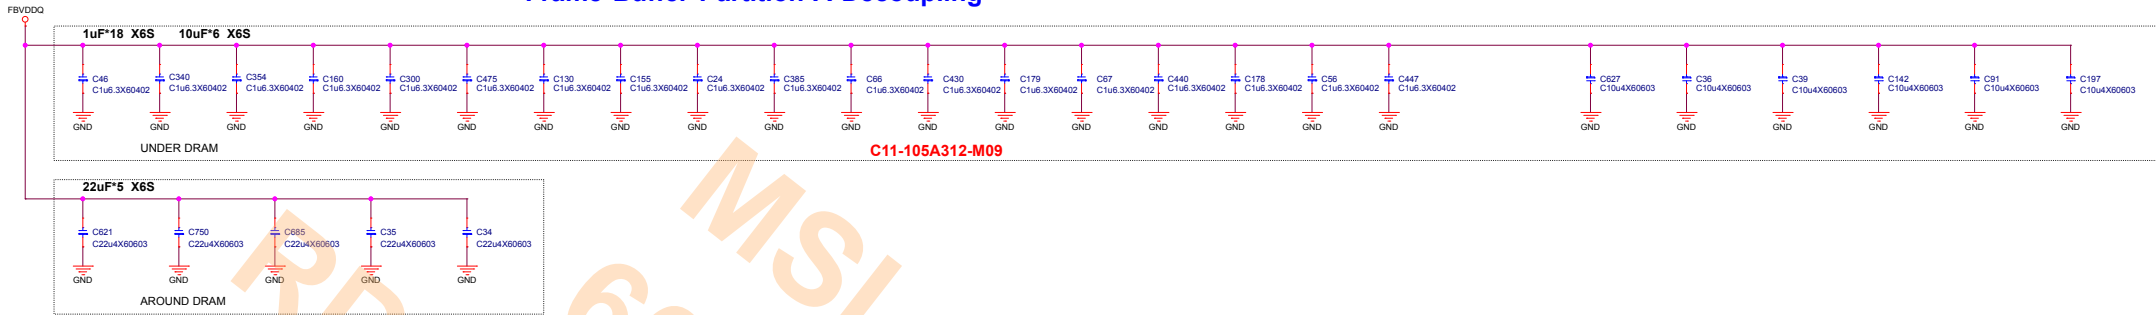 FBVDDQ
1uF*18 X6S 10uF*6 X6S
C46 C340 C354 C160 C300 C475 C130 C155 C24 C385 C66 C430 C179 C67 C440 C178 C56 C447 C627 C36 C39 C142 C91 C197
C1u6.3X60402 C1u6.3X60402 C1u6.3X60402 C1u6.3X60402 C1u6.3X60402 C1u6.3X60402 C1u6.3X60402 C1u6.3X60402 C1u6.3X60402 C1u6.3X60402 C1u6.3X60402 C1u6.3X60402 C1u6.3X60402 C1u6.3X60402 C1u6.3X60402 C1u6.3X60402 C1u6.3X60402 C1u6.3X60402 C10u4X60603 C10u4X60603 C10u4X60603 C10u4X60603 C10u4X60603 C10u4X60603
GND GND GND GND GND GND GND GND GND GND GND GND GND GND GND GND GND GND GND GND GND GND GND GND
UNDER DRAM
C11-105A312-M09
22uF*5 X6S
C621 C750 C685 C35 C34
C22u4X60603 C22u4X60603 C22u4X60603 C22u4X60603 C22u4X60603
GND GND GND GND GND
AROUND DRAM
MSI